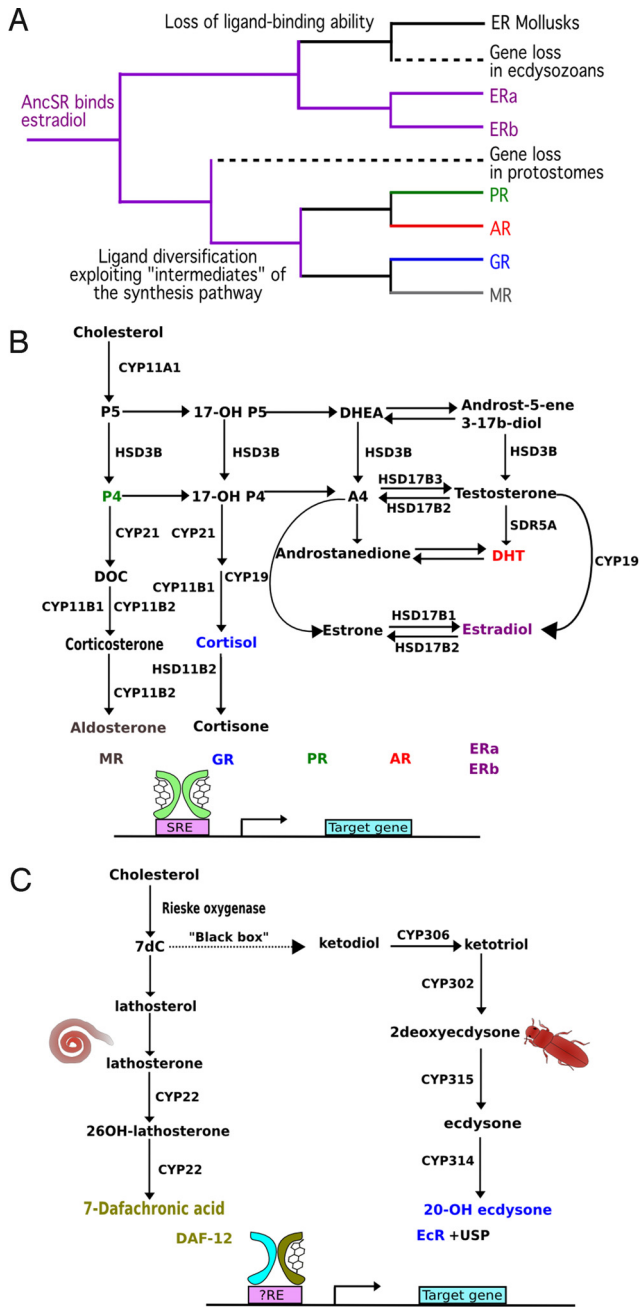 A
Loss of ligand-binding ability
ER Mollusks
Gene loss
in ecdysozoans
AncSR binds
estradiol
ERa
ERb
Gene loss
in protostomes
PR
AR
Ligand diversification
exploiting "intermediates" of
the synthesis pathway
GR
MR
B
Cholesterol
CYP11A1
P5
17-OH P5
DHEA
Androst-5-ene
3-17b-diol
HSD3B
HSD3B
HSD3B
HSD3B
P4
17-OH P4
A4
HSD17B3
HSD17B2
Testosterone
CYP21
CYP21
SDR5A
Androstanedione
DHT
CYP19
DOC
CYP11B1
CYP19
CYP11B1
CYP11B2
Corticosterone
Cortisol
Estrone
HSD17B1
HSD17B2
Estradiol
HSD11B2
CYP11B2
Aldosterone
Cortisone
MR
GR
PR
AR
ERa
ERb
SRE
Target gene
C
Cholesterol
Rieske oxygenase
7dC
"Black box"
ketodiol
CYP306
ketotriol
CYP302
lathosterol
2deoxyecdysone
lathosterone
CYP315
CYP22
26OH-lathosterone
ecdysone
CYP22
CYP314
7-Dafachronic acid
20-OH ecdysone
DAF-12
EcR +USP
?RE
Target gene